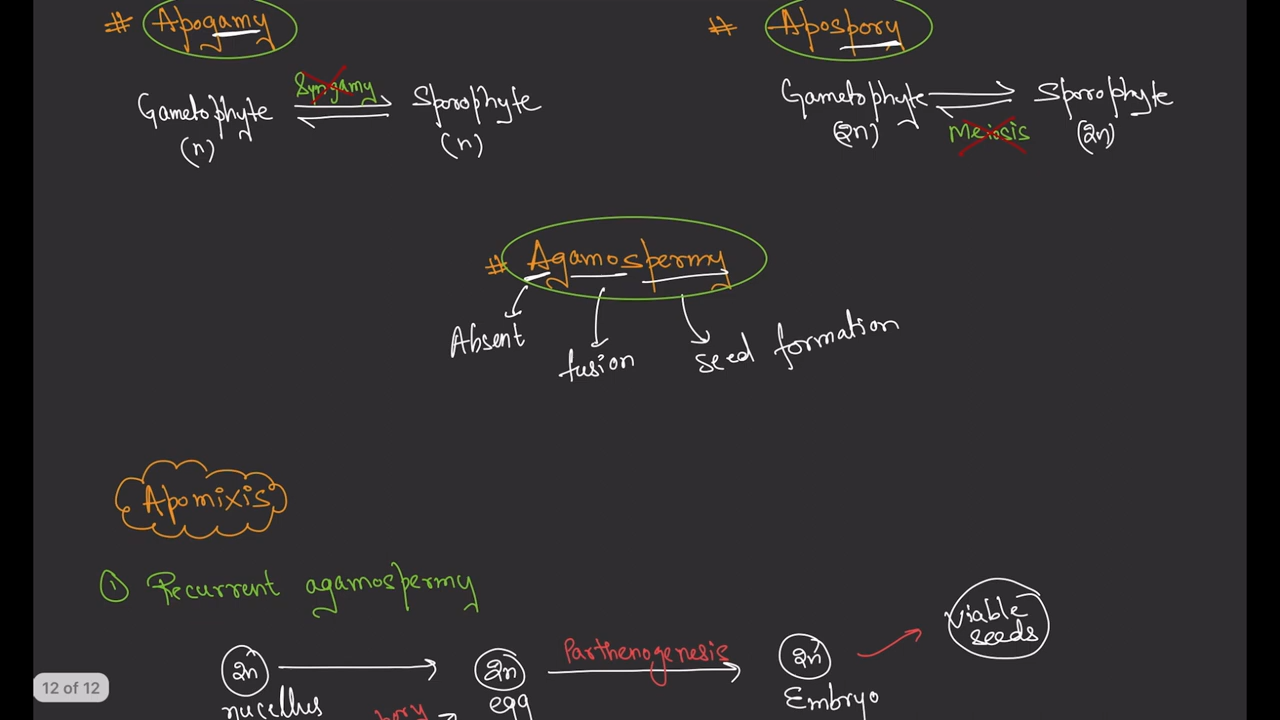 # Apogamy
Syngamy
Gametophyte Sporophyte
(n) (n)
# Apospory
Gametophyte Sporophyte
(2n) Meiosis (2n)
# Agamospermy
Absent
fusion
seed formation
Apomixis
① Recurrent agamospermy
viable
seeds
2n 2n Parthenogenesis 2n
nucellus egg Embryo
12 of 12